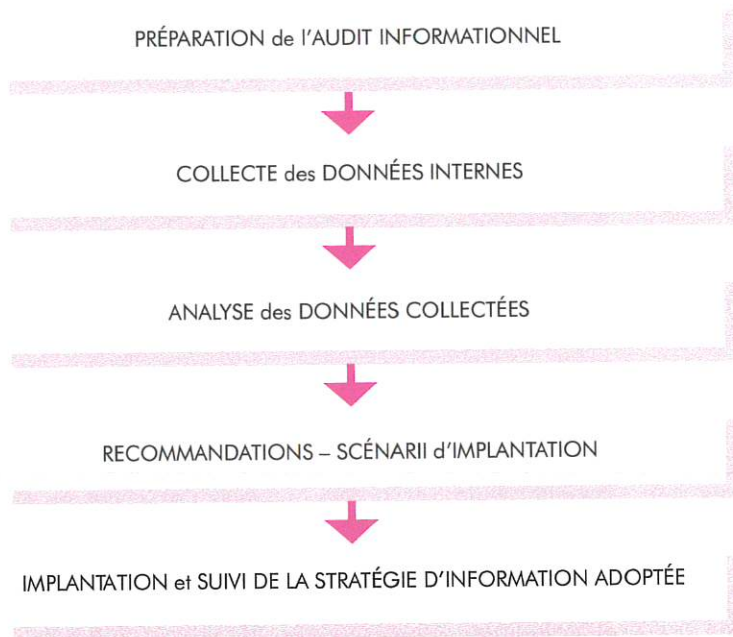 PRÉPARATION de l'AUDIT INFORMATIONNEL
COLLECTE des DONNÉES INTERNES
ANALYSE des DONNÉES COLLECTÉES
RECOMMANDATIONS – SCÉNARII d'IMPLANTATION
IMPLANTATION et SUIVI DE LA STRATÉGIE D'INFORMATION ADOPTÉE